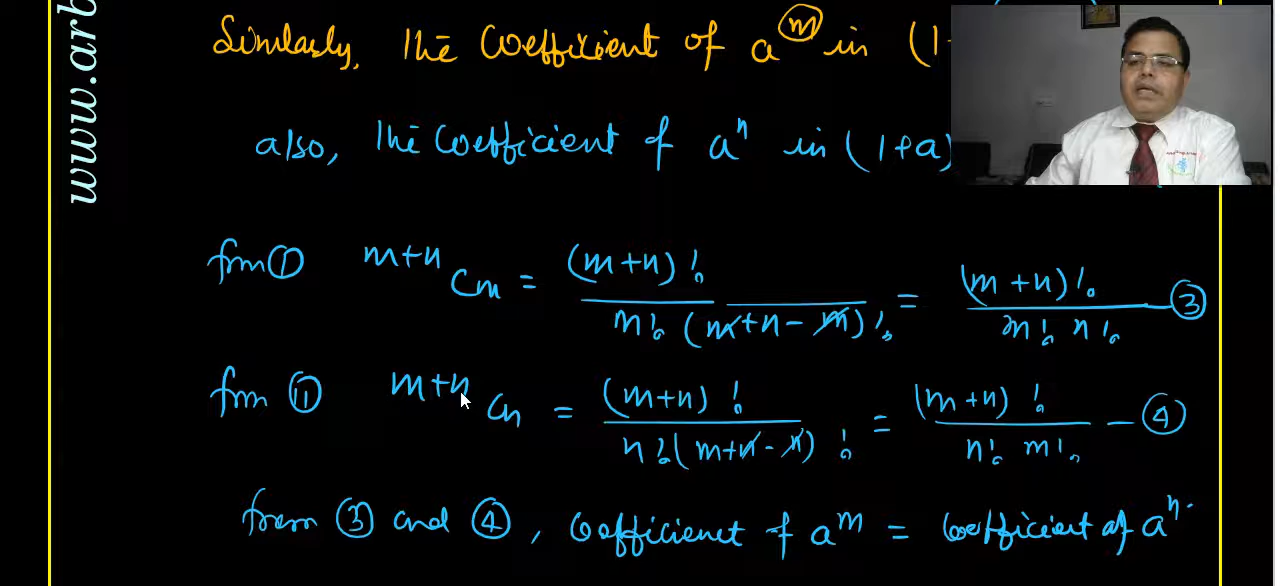 www.arb
Similarly, the Coefficient of a^m in (1
also, the coefficient of a^n in (1+a)
from ① ^{m+n}C_m = (m+n)! / m! (m+n-m)! = (m+n)! / m! n! — ③
from ⑪ ^{m+n}C_n = (m+n)! / n! (m+n-n)! = (m+n)! / n! m! — ④
from ③ and ④, coefficient of a^m = coefficient of a^n.